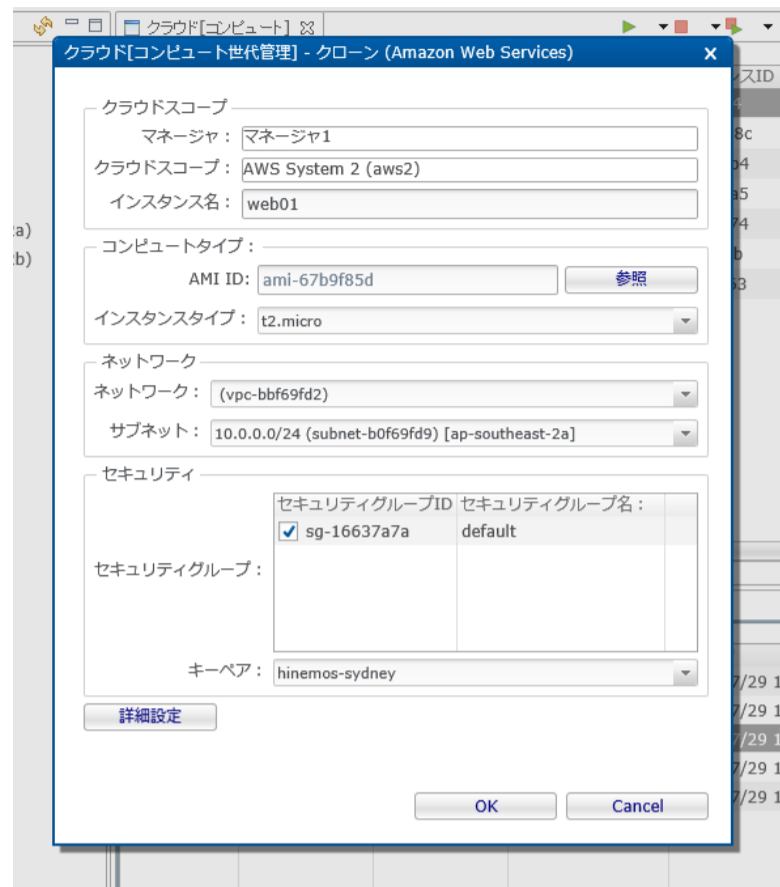 クラウド[コンピュート]
クラウド[コンピュート世代管理] - クローン (Amazon Web Services)
クラウドスコープ
マネージャ： マネージャ1
クラウドスコープ： AWS System 2 (aws2)
インスタンス名： web01
コンピュートタイプ：
AMI ID: ami-67b9f85d 参照
インスタンスタイプ： t2.micro
ネットワーク
ネットワーク： (vpc-bbf69fd2)
サブネット： 10.0.0.0/24 (subnet-b0f69fd9) [ap-southeast-2a]
セキュリティ
セキュリティグループID セキュリティグループ名：
sg-16637a7a default
セキュリティグループ：
キーペア： hinemos-sydney
詳細設定
OK Cancel